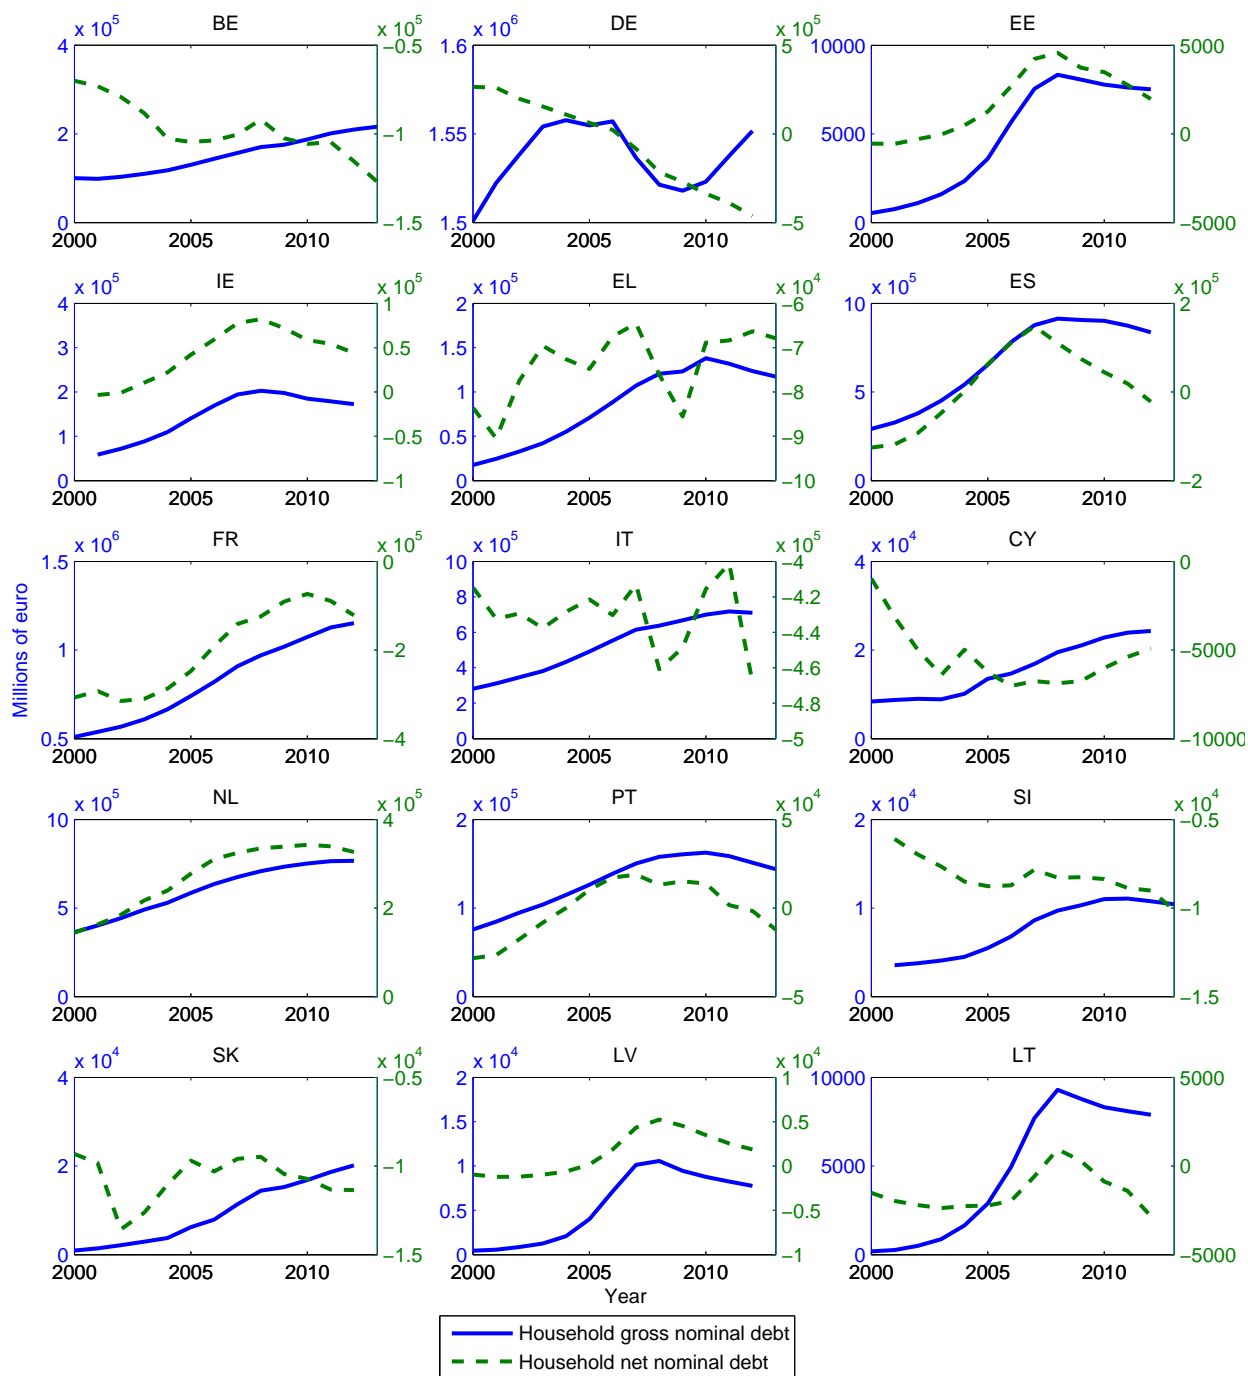 BE
x 10^5
x 10^5
4
2
0
−0.5
−1
−1.5
2000 2005 2010
DE
x 10^6
x 10^5
1.6
1.55
1.5
5
0
−5
2000 2005 2010
EE
10000
5000
0
5000
0
−5000
2000 2005 2010
IE
x 10^5
x 10^5
4
3
2
1
0
1
0.5
0
−0.5
−1
2000 2005 2010
EL
x 10^5
x 10^4
2
1.5
1
0.5
0
−6
−7
−8
−9
−10
2000 2005 2010
ES
x 10^5
x 10^5
10
5
0
2
0
−2
2000 2005 2010
Millions of euro
FR
x 10^6
x 10^5
1.5
1
0.5
0
−2
−4
2000 2005 2010
IT
x 10^5
x 10^5
10
8
6
4
2
0
−4
−4.2
−4.4
−4.6
−4.8
−5
2000 2005 2010
CY
x 10^4
4
2
0
0
−5000
−10000
2000 2005 2010
NL
x 10^5
x 10^5
10
5
0
4
2
0
2000 2005 2010
PT
x 10^5
x 10^4
2
1
0
5
0
−5
2000 2005 2010
SI
x 10^4
x 10^4
2
1
0
−0.5
−1
−1.5
2000 2005 2010
SK
x 10^4
x 10^4
4
2
0
−0.5
−1
−1.5
2000 2005 2010
LV
x 10^4
x 10^4
2
1.5
1
0.5
0
1
0.5
0
−0.5
−1
2000 2005 2010
LT
10000
5000
0
5000
0
−5000
2000 2005 2010
Year
Household gross nominal debt
Household net nominal debt